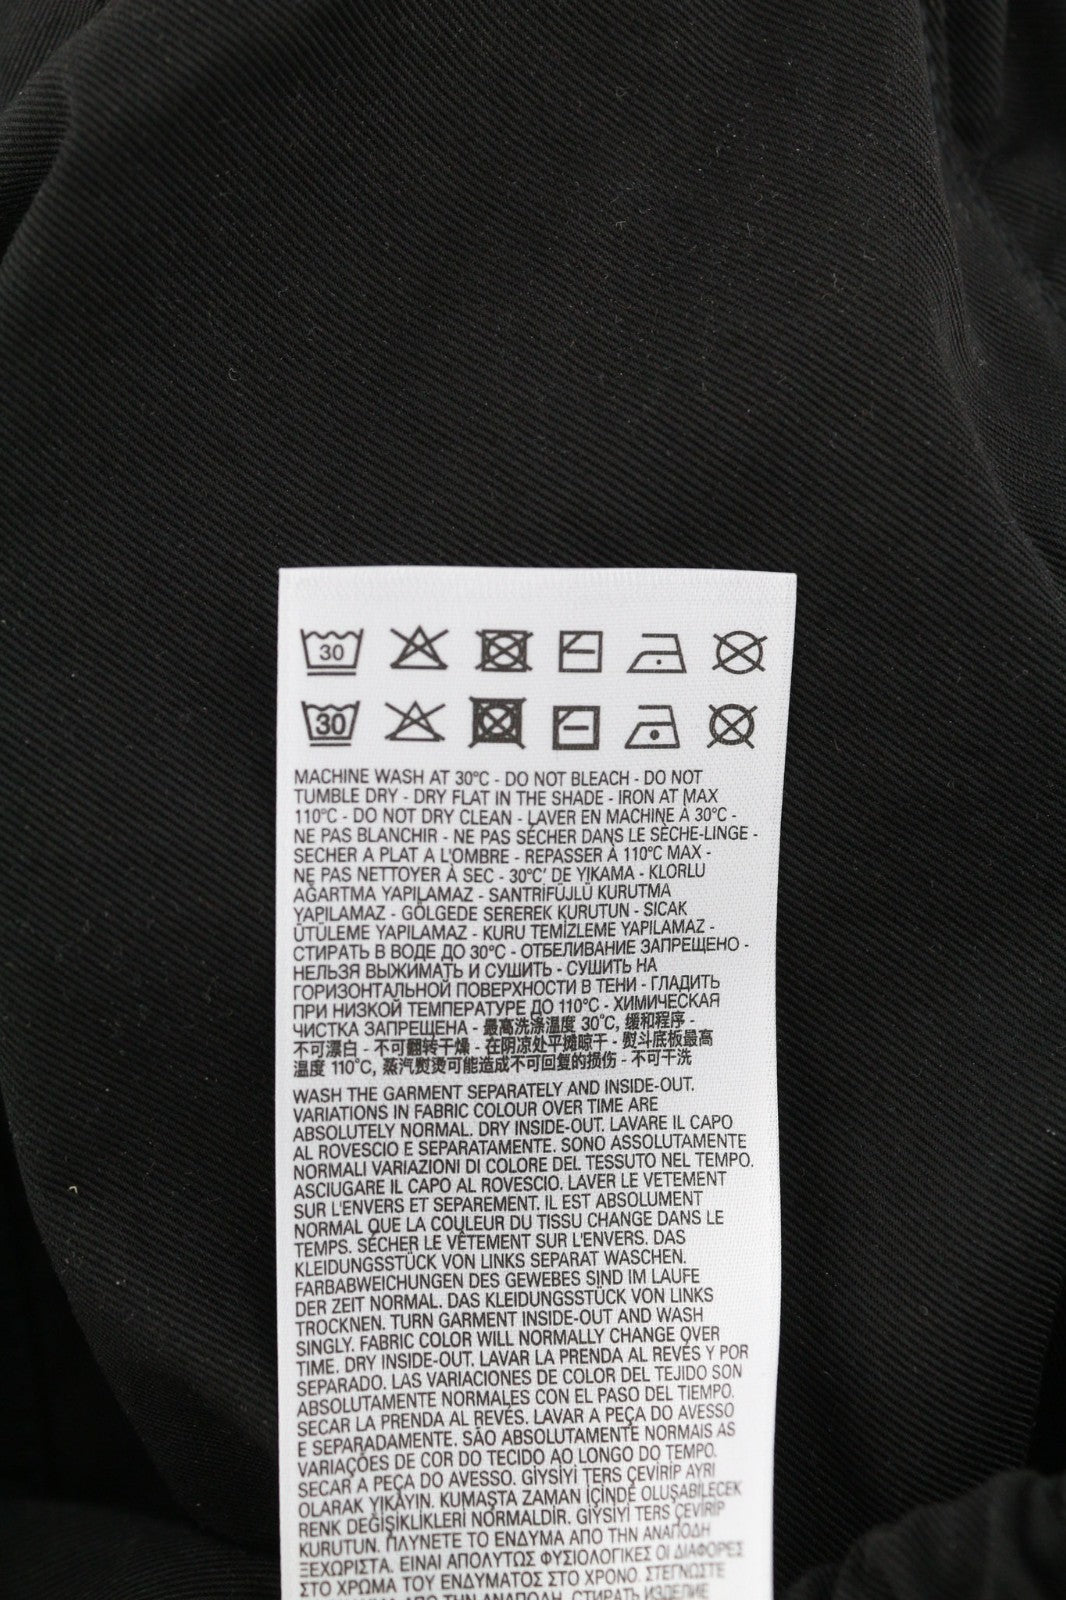 30
30
MACHINE WASH AT 30°C - DO NOT BLEACH - DO NOT
TUMBLE DRY - DRY FLAT IN THE SHADE - IRON AT MAX
110°C - DO NOT DRY CLEAN - LAVER EN MACHINE À 30°C -
NE PAS BLANCHIR - NE PAS SÉCHER DANS LE SÈCHE-LINGE -
SECHER A PLAT A L'OMBRE - REPASSER À 110°C MAX -
NE PAS NETTOYER À SEC - 30°C' DE YIKAMA - KLORLU
AĞARTMA YAPILAMAZ - SANTRİFÜJLÜ KURUTMA
YAPILAMAZ - GÖLGEDE SEREREK KURUTUN - SICAK
ÜTÜLEME YAPILAMAZ - KURU TEMİZLEME YAPILAMAZ -
СТИРАТЬ В ВОДЕ ДО 30°C - ОТБЕЛИВАНИЕ ЗАПРЕЩЕНО -
НЕЛЬЗЯ ВЫЖИМАТЬ И СУШИТЬ - СУШИТЬ НА
ГОРИЗОНТАЛЬНОЙ ПОВЕРХНОСТИ В ТЕНИ - ГЛАДИТЬ
ПРИ НИЗКОЙ ТЕМПЕРАТУРЕ ДО 110°C - ХИМИЧЕСКАЯ
ЧИСТКА ЗАПРЕЩЕНА - 最高洗涤温度 30°C, 缓和程序 -
不可漂白 - 不可翻转干燥 - 在阴凉处平摊晾干 - 熨斗底板最高
温度 110°C, 蒸汽熨烫可能造成不可回复的损伤 - 不可干洗
WASH THE GARMENT SEPARATELY AND INSIDE-OUT.
VARIATIONS IN FABRIC COLOUR OVER TIME ARE
ABSOLUTELY NORMAL. DRY INSIDE-OUT. LAVARE IL CAPO
AL ROVESCIO E SEPARATAMENTE. SONO ASSOLUTAMENTE
NORMALI VARIAZIONI DI COLORE DEL TESSUTO NEL TEMPO.
ASCIUGARE IL CAPO AL ROVESCIO. LAVER LE VETEMENT
SUR L'ENVERS ET SEPAREMENT. IL EST ABSOLUMENT
NORMAL QUE LA COULEUR DU TISSU CHANGE DANS LE
TEMPS. SÉCHER LE VÊTEMENT SUR L'ENVERS. DAS
KLEIDUNGSSTÜCK VON LINKS SEPARAT WASCHEN.
FARBABWEICHUNGEN DES GEWEBES SIND IM LAUFE
DER ZEIT NORMAL. DAS KLEIDUNGSSTÜCK VON LINKS
TROCKNEN. TURN GARMENT INSIDE-OUT AND WASH
SINGLY. FABRIC COLOR WILL NORMALLY CHANGE OVER
TIME. DRY INSIDE-OUT. LAVAR LA PRENDA AL REVÉS Y POR
SEPARADO. LAS VARIACIONES DE COLOR DEL TEJIDO SON
ABSOLUTAMENTE NORMALES CON EL PASO DEL TIEMPO.
SECAR LA PRENDA AL REVÉS. LAVAR A PEÇA DO AVESSO
E SEPARADAMENTE. SÃO ABSOLUTAMENTE NORMAIS AS
VARIAÇÕES DE COR DO TECIDO AO LONGO DO TEMPO.
SECAR A PEÇA DO AVESSO. GİYSİYİ TERS ÇEVİRİP AYRI
OLARAK YIKAYIN. KUMAŞTA ZAMAN İÇİNDE OLUŞABİLECEK
RENK DEĞİŞİKLİKLERİ NORMALDİR. GİYSİYİ TERS ÇEVİRİP
KURUTUN. ΠΛΥΝΕΤΕ ΤΟ ΕΝΔΥΜΑ ΑΠΟ ΤΗΝ ΑΝΑΠΟΔΗ
ΞΕΧΩΡΙΣΤΑ. ΕΙΝΑΙ ΑΠΟΛΥΤΩΣ ΦΥΣΙΟΛΟΓΙΚΕΣ ΟΙ ΔΙΑΦΟΡΕΣ
ΣΤΟ ΧΡΩΜΑ ΤΟΥ ΕΝΔΥΜΑΤΟΣ ΣΤΟ ΧΡΟΝΟ. ΣΤΕΓΝΩΣΤΕ
ΑΠΟ ΤΗΝ ΑΝΑΠΟΔΗ. СТИРАТЬ ИЗДЕЛИЕ